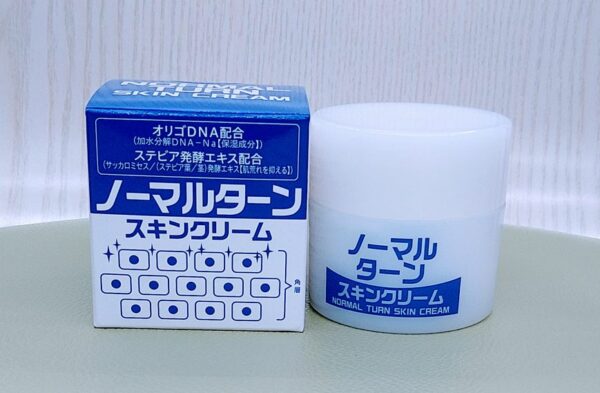 NORMAL
TURN
SKIN CREAM
オリゴDNA配合
(加水分解DNA-Na【保湿成分】)
ステビア発酵エキス配合
(サッカロミセス/(ステビア葉/茎)発酵エキス【肌荒れを抑える】)
ノーマルターン
スキンクリーム
角層
ノーマル
ターン
スキンクリーム
NORMAL TURN SKIN CREAM